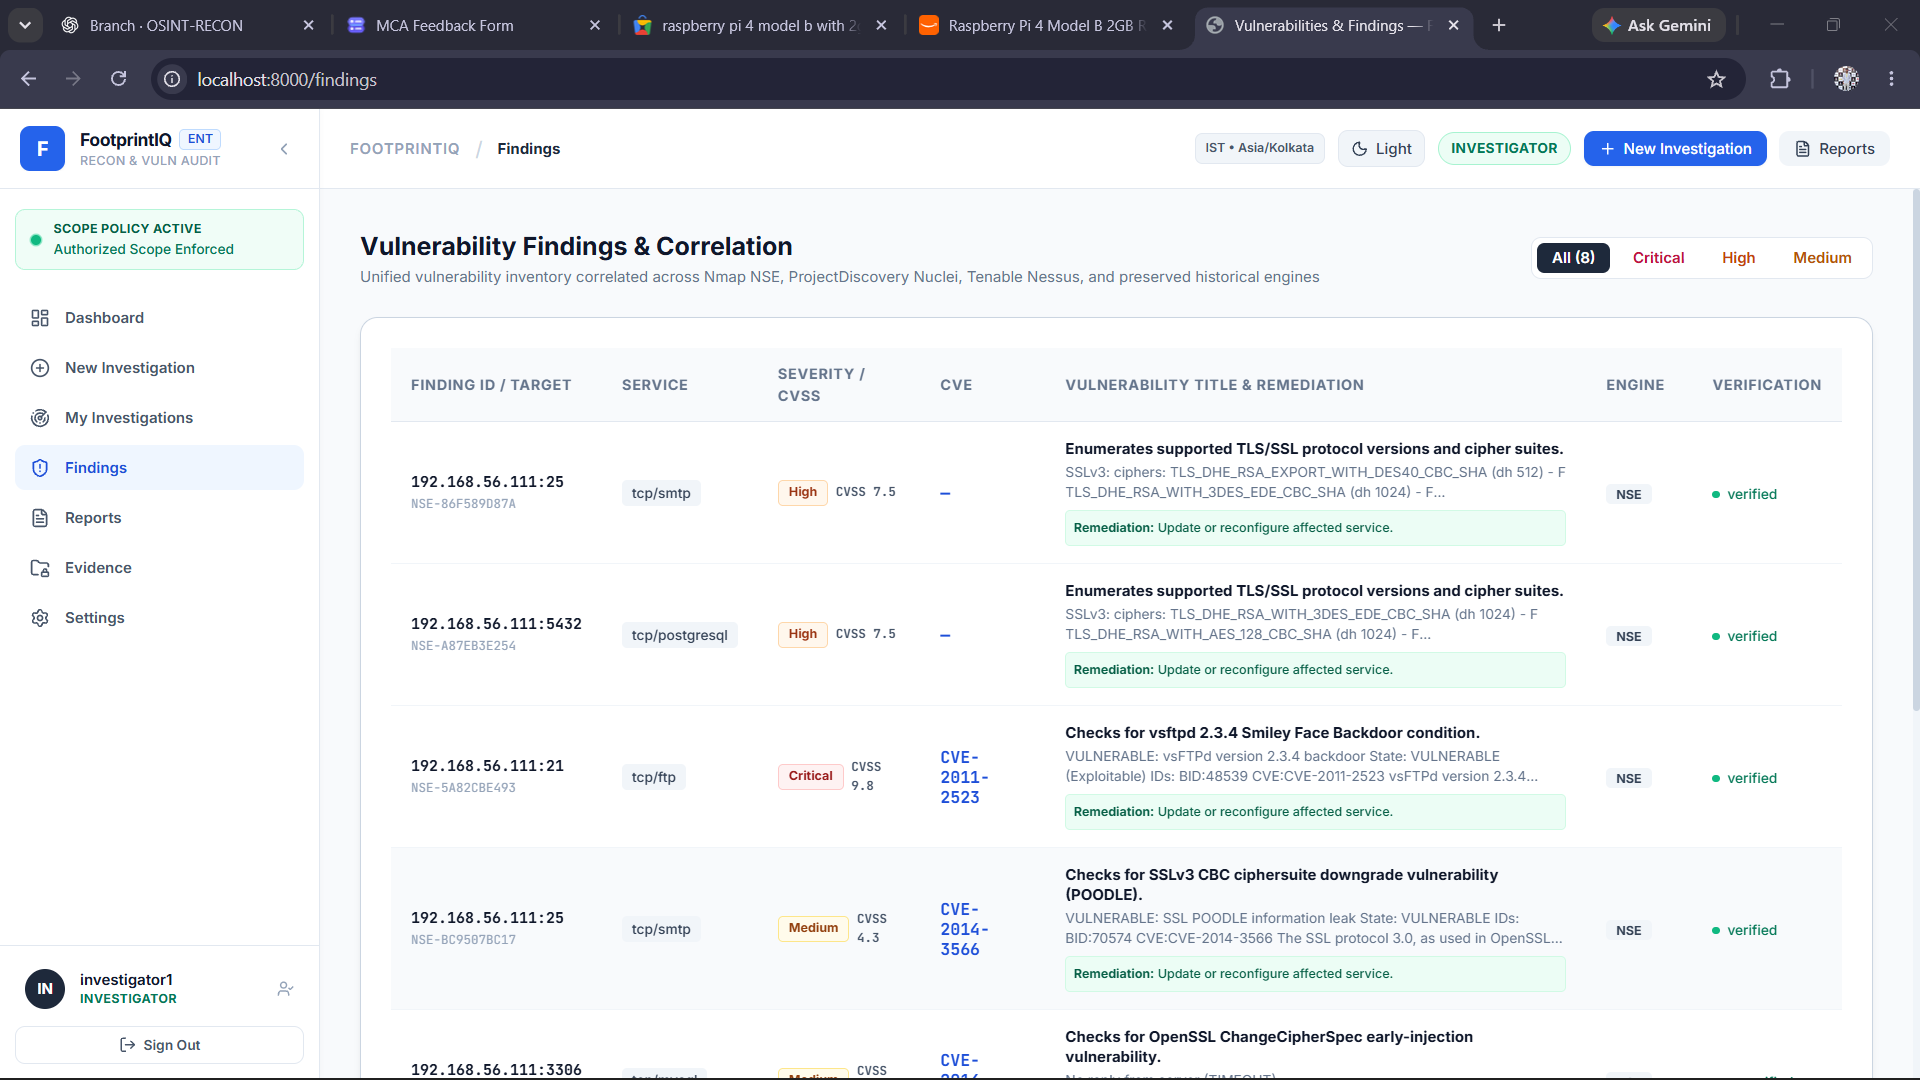 Branch · OSINT-RECON
MCA Feedback Form
raspberry pi 4 model b with 2
Raspberry Pi 4 Model B 2GB R
Vulnerabilities & Findings —
Ask Gemini
localhost:8000/findings
F
FootprintIQ ENT
RECON & VULN AUDIT
FOOTPRINTIQ / Findings
IST • Asia/Kolkata
Light
INVESTIGATOR
+ New Investigation
Reports
SCOPE POLICY ACTIVE
Authorized Scope Enforced
Dashboard
New Investigation
My Investigations
Findings
Reports
Evidence
Settings
IN
investigator1
INVESTIGATOR
Sign Out
Vulnerability Findings & Correlation
Unified vulnerability inventory correlated across Nmap NSE, ProjectDiscovery Nuclei, Tenable Nessus, and preserved historical engines
All (8) Critical High Medium
FINDING ID / TARGET
SERVICE
SEVERITY /
CVSS
CVE
VULNERABILITY TITLE & REMEDIATION
ENGINE
VERIFICATION
192.168.56.111:25
NSE-86F589D87A
tcp/smtp
High CVSS 7.5
–
Enumerates supported TLS/SSL protocol versions and cipher suites.
SSLv3: ciphers: TLS_DHE_RSA_EXPORT_WITH_DES40_CBC_SHA (dh 512) - F
TLS_DHE_RSA_WITH_3DES_EDE_CBC_SHA (dh 1024) - F...
Remediation: Update or reconfigure affected service.
NSE
verified
192.168.56.111:5432
NSE-A87EB3E254
tcp/postgresql
High CVSS 7.5
–
Enumerates supported TLS/SSL protocol versions and cipher suites.
SSLv3: ciphers: TLS_DHE_RSA_WITH_3DES_EDE_CBC_SHA (dh 1024) - F
TLS_DHE_RSA_WITH_AES_128_CBC_SHA (dh 1024) - F...
Remediation: Update or reconfigure affected service.
NSE
verified
192.168.56.111:21
NSE-5A82CBE493
tcp/ftp
Critical CVSS
9.8
CVE-
2011-
2523
Checks for vsftpd 2.3.4 Smiley Face Backdoor condition.
VULNERABLE: vsFTPd version 2.3.4 backdoor State: VULNERABLE
(Exploitable) IDs: BID:48539 CVE:CVE-2011-2523 vsFTPd version 2.3.4...
Remediation: Update or reconfigure affected service.
NSE
verified
192.168.56.111:25
NSE-BC9507BC17
tcp/smtp
Medium CVSS
4.3
CVE-
2014-
3566
Checks for SSLv3 CBC ciphersuite downgrade vulnerability
(POODLE).
VULNERABLE: SSL POODLE information leak State: VULNERABLE IDs:
BID:70574 CVE:CVE-2014-3566 The SSL protocol 3.0, as used in OpenSSL...
Remediation: Update or reconfigure affected service.
NSE
verified
192.168.56.111:3306
CVSS
CVE-
Checks for OpenSSL ChangeCipherSpec early-injection
vulnerability.